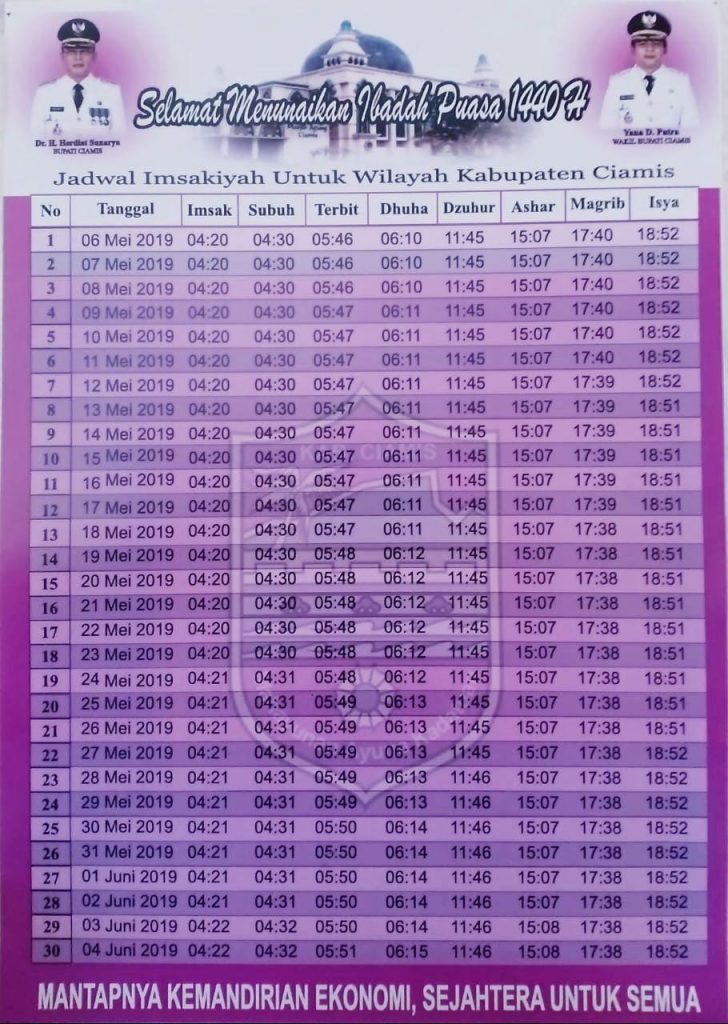 Selamat Menunaikan Ibadah Puasa 1440 H
Masjid Agung
Ciamis
Dr. H. Herdiat Sunarya
BUPATI CIAMIS
Yana D. Putra
WAKIL BUPATI CIAMIS
Jadwal Imsakiyah Untuk Wilayah Kabupaten Ciamis
No Tanggal Imsak Subuh Terbit Dhuha Dzuhur Ashar Magrib Isya
1 06 Mei 2019 04:20 04:30 05:46 06:10 11:45 15:07 17:40 18:52
2 07 Mei 2019 04:20 04:30 05:46 06:10 11:45 15:07 17:40 18:52
3 08 Mei 2019 04:20 04:30 05:46 06:10 11:45 15:07 17:40 18:52
4 09 Mei 2019 04:20 04:30 05:47 06:11 11:45 15:07 17:40 18:52
5 10 Mei 2019 04:20 04:30 05:47 06:11 11:45 15:07 17:40 18:52
6 11 Mei 2019 04:20 04:30 05:47 06:11 11:45 15:07 17:40 18:52
7 12 Mei 2019 04:20 04:30 05:47 06:11 11:45 15:07 17:39 18:52
8 13 Mei 2019 04:20 04:30 05:47 06:11 11:45 15:07 17:39 18:51
9 14 Mei 2019 04:20 04:30 05:47 06:11 11:45 15:07 17:39 18:51
10 15 Mei 2019 04:20 04:30 05:47 06:11 11:45 15:07 17:39 18:51
11 16 Mei 2019 04:20 04:30 05:47 06:11 11:45 15:07 17:39 18:51
12 17 Mei 2019 04:20 04:30 05:47 06:11 11:45 15:07 17:39 18:51
13 18 Mei 2019 04:20 04:30 05:47 06:11 11:45 15:07 17:38 18:51
14 19 Mei 2019 04:20 04:30 05:48 06:12 11:45 15:07 17:38 18:51
15 20 Mei 2019 04:20 04:30 05:48 06:12 11:45 15:07 17:38 18:51
16 21 Mei 2019 04:20 04:30 05:48 06:12 11:45 15:07 17:38 18:51
17 22 Mei 2019 04:20 04:30 05:48 06:12 11:45 15:07 17:38 18:51
18 23 Mei 2019 04:20 04:30 05:48 06:12 11:45 15:07 17:38 18:51
19 24 Mei 2019 04:21 04:31 05:48 06:12 11:45 15:07 17:38 18:51
20 25 Mei 2019 04:21 04:31 05:49 06:13 11:45 15:07 17:38 18:51
21 26 Mei 2019 04:21 04:31 05:49 06:13 11:45 15:07 17:38 18:51
22 27 Mei 2019 04:21 04:31 05:49 06:13 11:45 15:07 17:38 18:52
23 28 Mei 2019 04:21 04:31 05:49 06:13 11:46 15:07 17:38 18:52
24 29 Mei 2019 04:21 04:31 05:49 06:13 11:46 15:07 17:38 18:52
25 30 Mei 2019 04:21 04:31 05:50 06:14 11:46 15:07 17:38 18:52
26 31 Mei 2019 04:21 04:31 05:50 06:14 11:46 15:07 17:38 18:52
27 01 Juni 2019 04:21 04:31 05:50 06:14 11:46 15:07 17:38 18:52
28 02 Juni 2019 04:21 04:31 05:50 06:14 11:46 15:07 17:38 18:52
29 03 Juni 2019 04:22 04:32 05:50 06:14 11:46 15:08 17:38 18:52
30 04 Juni 2019 04:22 04:32 05:51 06:15 11:46 15:08 17:38 18:52
CIAMIS
MANTAPNYA KEMANDIRIAN EKONOMI, SEJAHTERA UNTUK SEMUA